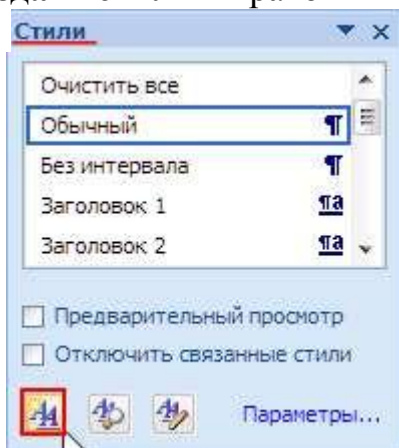 Стили
Очистить все
Обычный ¶
Без интервала ¶
Заголовок 1 ¶a
Заголовок 2 ¶a
Предварительный просмотр
Отключить связанные стили
Параметры...